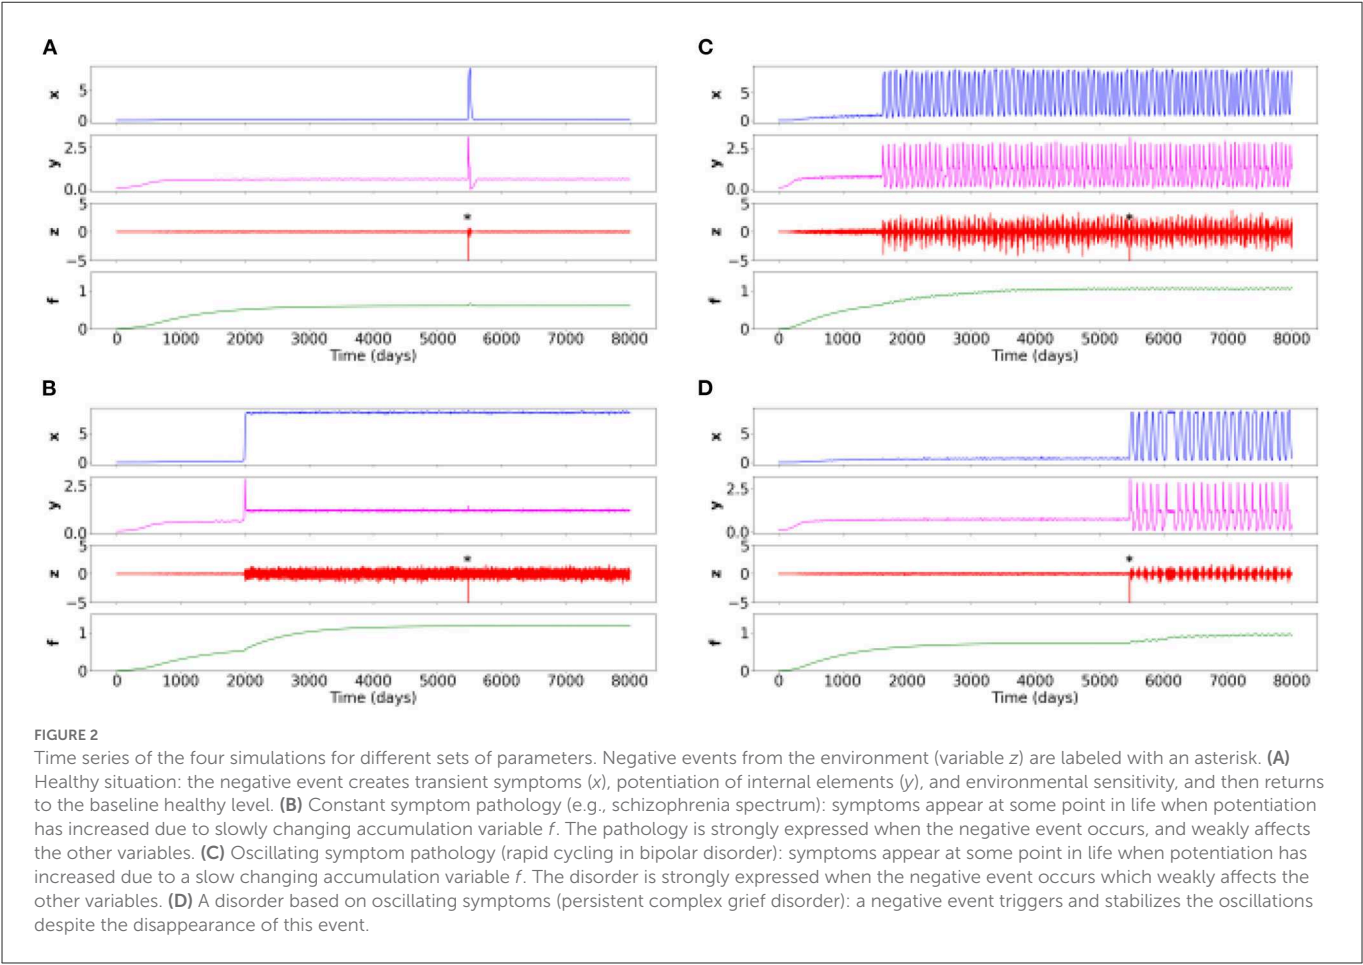 A
x
5
0
y
2.5
0.0
z
5
0
−5
*
f
1
0
0 1000 2000 3000 4000 5000 6000 7000 8000
Time (days)
C
x
5
0
y
2.5
0.0
z
5
0
−5
*
f
1
0
0 1000 2000 3000 4000 5000 6000 7000 8000
Time (days)
B
x
5
0
y
2.5
0.0
z
5
0
−5
*
f
1
0
0 1000 2000 3000 4000 5000 6000 7000 8000
Time (days)
D
x
5
0
y
2.5
0.0
z
5
0
−5
*
f
1
0
0 1000 2000 3000 4000 5000 6000 7000 8000
Time (days)
FIGURE 2
Time series of the four simulations for different sets of parameters. Negative events from the environment (variable z) are labeled with an asterisk. (A)
Healthy situation: the negative event creates transient symptoms (x), potentiation of internal elements (y), and environmental sensitivity, and then returns
to the baseline healthy level. (B) Constant symptom pathology (e.g., schizophrenia spectrum): symptoms appear at some point in life when potentiation
has increased due to slowly changing accumulation variable f. The pathology is strongly expressed when the negative event occurs, and weakly affects
the other variables. (C) Oscillating symptom pathology (rapid cycling in bipolar disorder): symptoms appear at some point in life when potentiation has
increased due to a slow changing accumulation variable f. The disorder is strongly expressed when the negative event occurs which weakly affects the
other variables. (D) A disorder based on oscillating symptoms (persistent complex grief disorder): a negative event triggers and stabilizes the oscillations
despite the disappearance of this event.